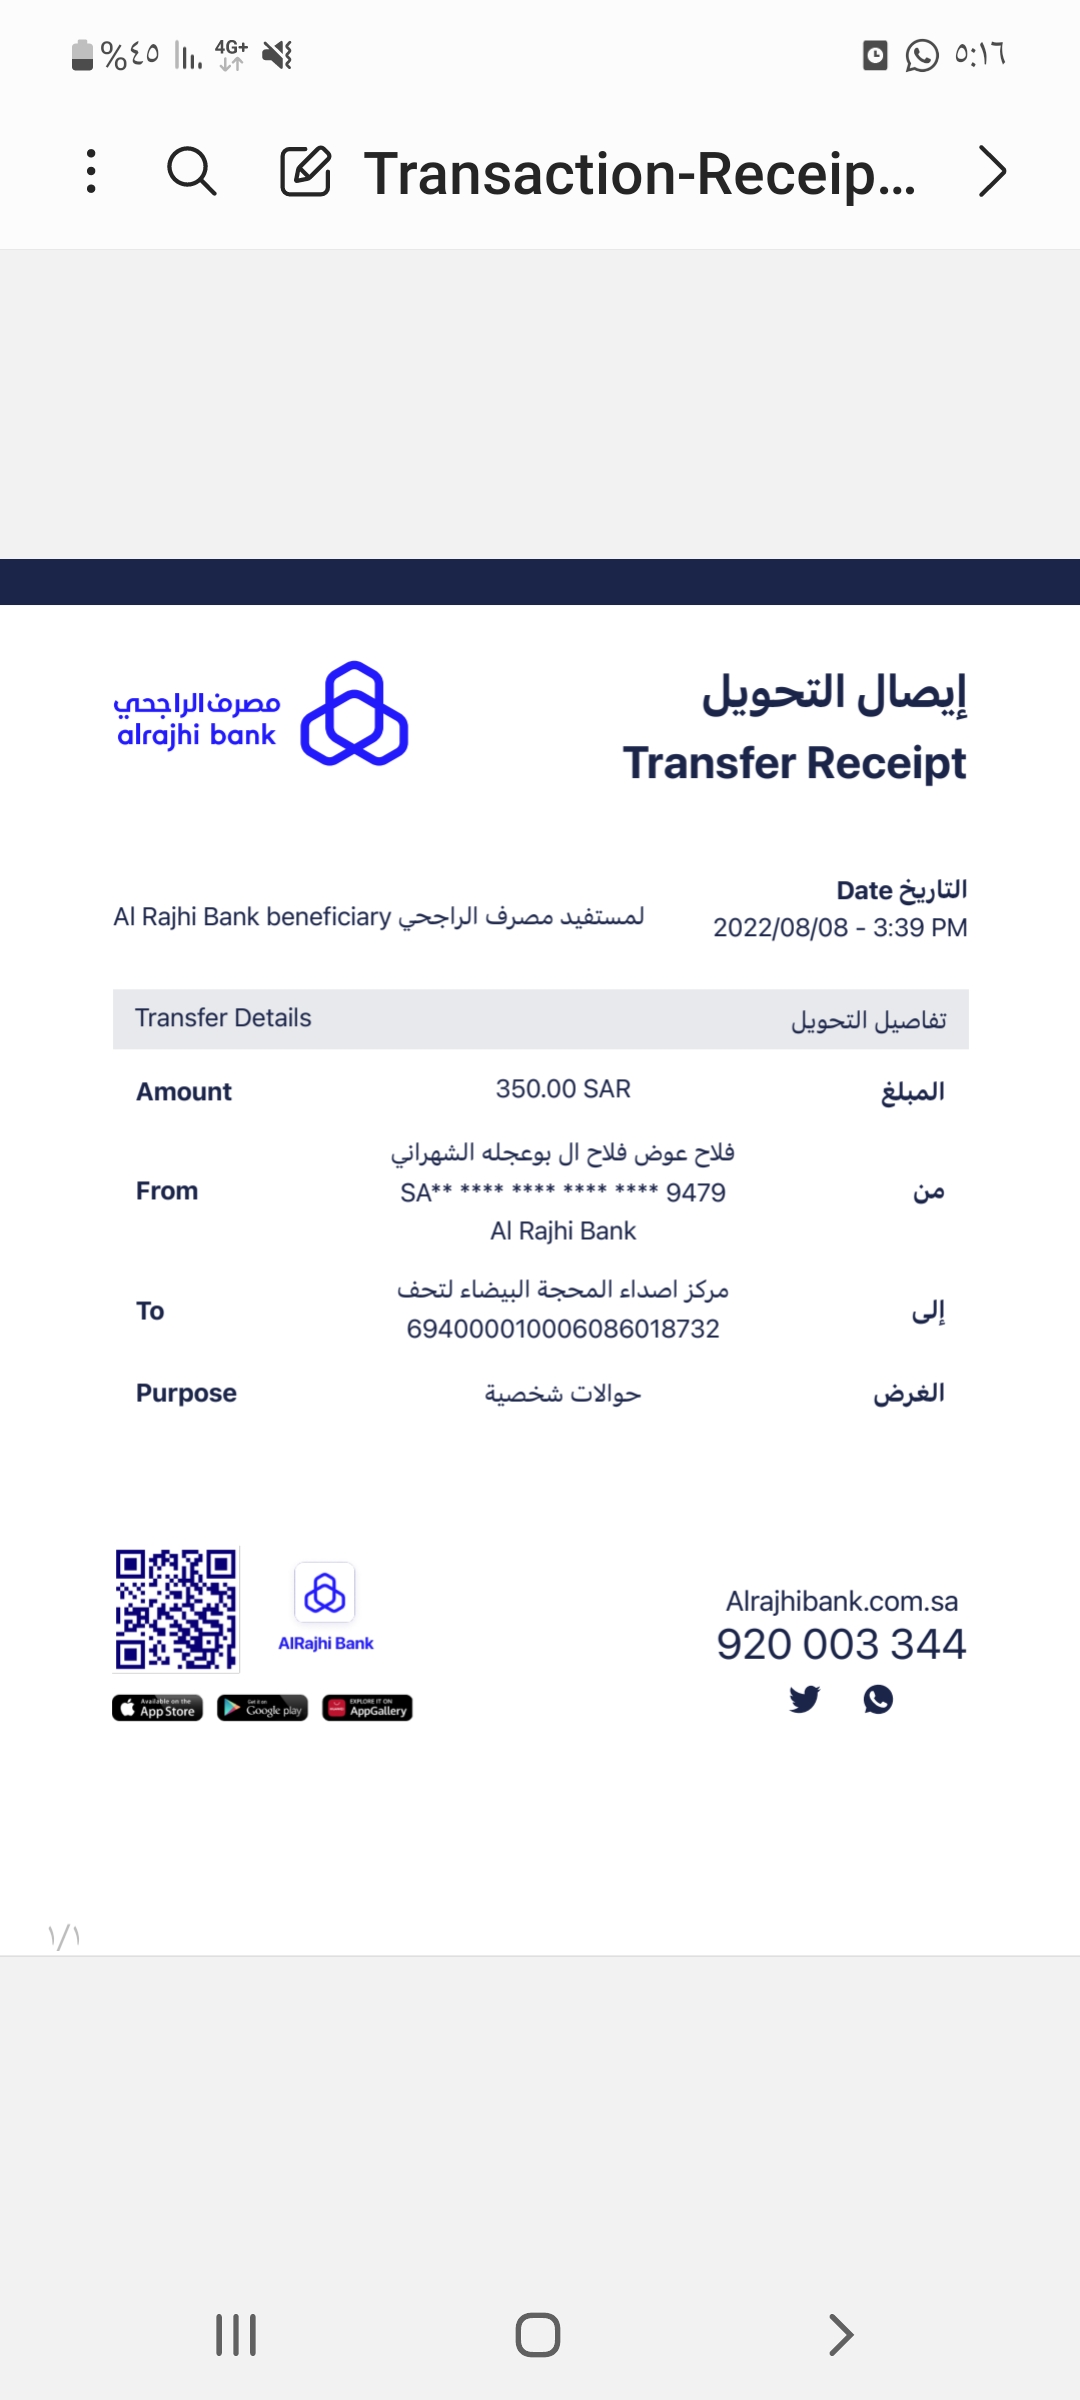 %٤٥ 4G+ ٥:١٦
Transaction-Receip...
مصرف الراجحي
alrajhi bank
إيصال التحويل
Transfer Receipt
التاريخ Date
2022/08/08 - 3:39 PM
لمستفيد مصرف الراجحي Al Rajhi Bank beneficiary
Transfer Details تفاصيل التحويل
Amount 350.00 SAR المبلغ
فلاح عوض فلاح ال بوعجله الشهراني
From SA** **** **** **** **** 9479 من
Al Rajhi Bank
مركز اصداء المحجة البيضاء لتحف
To إلى
694000010006086018732
Purpose حوالات شخصية الغرض
AlRajhi Bank
Available on the App Store
Get it on Google play
EXPLORE IT ON AppGallery
Alrajhibank.com.sa
920 003 344
١/١